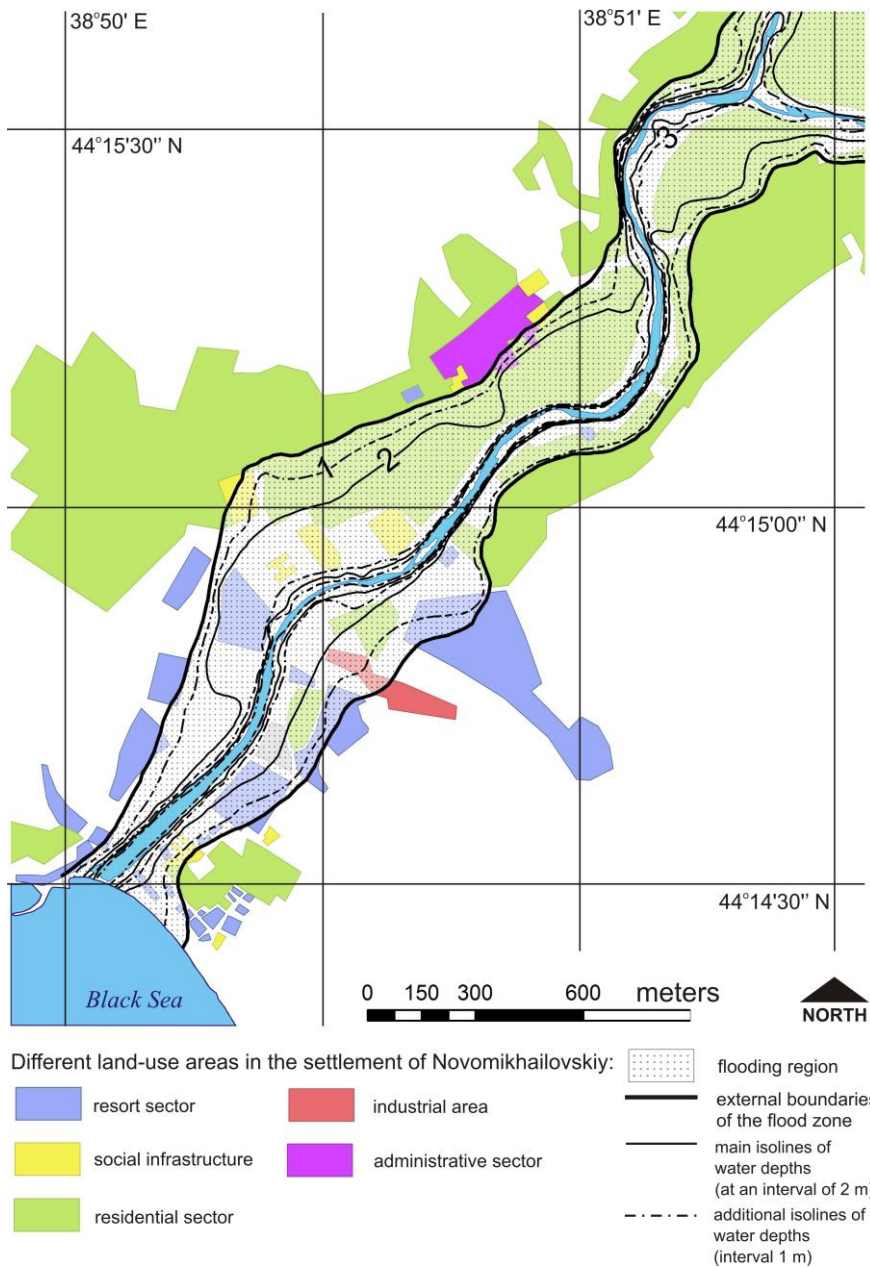 38°50' E
38°51' E
44°15'30'' N
3
1
2
44°15'00'' N
44°14'30'' N
Black Sea
0 150 300 600 meters
NORTH
Different land-use areas in the settlement of Novomikhailovskiy:
resort sector
social infrastructure
residential sector
industrial area
administrative sector
flooding region
external boundaries
of the flood zone
main isolines of
water depths
(at an interval of 2 m)
additional isolines of
water depths
(interval 1 m)